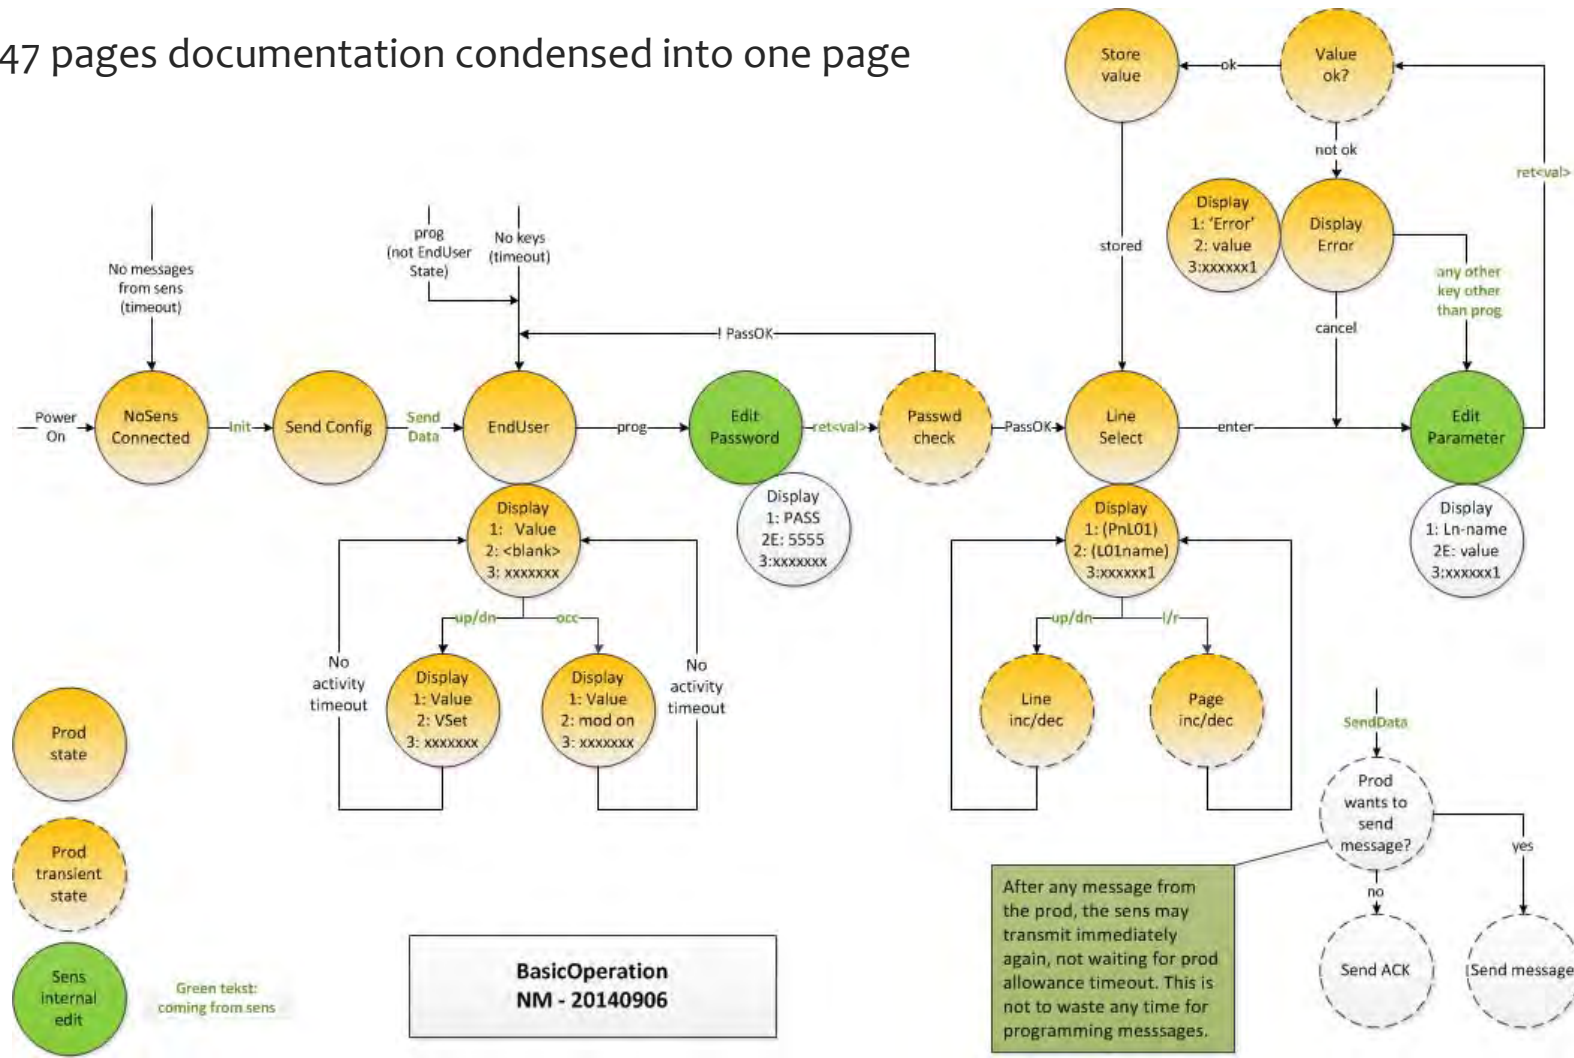 47 pages documentation condensed into one page
Store
value
ok
Value
ok?
not ok
ret<val>
Display
1: 'Error'
2: value
3:xxxxxx1
Display
Error
stored
any other
key other
than prog
cancel
No messages
from sens
(timeout)
prog
(not EndUser
State)
No keys
(timeout)
! PassOK
Power
On
NoSens
Connected
Init
Send Config
Send
Data
EndUser
prog
Edit
Password
ret<val>
Passwd
check
PassOK
Line
Select
enter
Edit
Parameter
Display
1: Value
2: <blank>
3: xxxxxxx
Display
1: PASS
2E: 5555
3:xxxxxxx
Display
1: (PnL01)
2: (L01name)
3:xxxxxx1
Display
1: Ln-name
2E: value
3:xxxxxx1
up/dn
occ
No
activity
timeout
Display
1: Value
2: VSet
3: xxxxxxx
Display
1: Value
2: mod on
3: xxxxxxx
No
activity
timeout
up/dn
l/r
Line
inc/dec
Page
inc/dec
SendData
Prod
wants to
send
message?
yes
no
Send ACK
Send message
After any message from
the prod, the sens may
transmit immediately
again, not waiting for prod
allowance timeout. This is
not to waste any time for
programming messsages.
Prod
state
Prod
transient
state
Sens
internal
edit
Green tekst:
coming from sens
BasicOperation
NM - 20140906